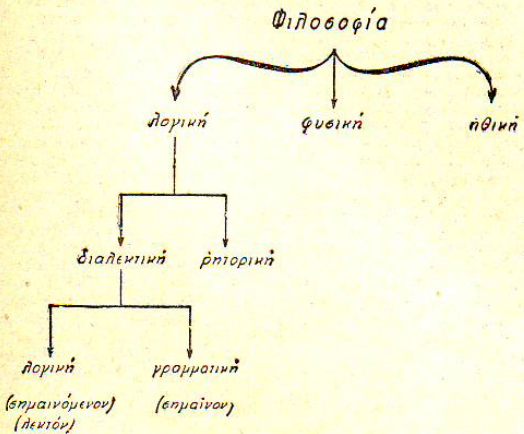 Φιλοσοφία
λογική φυσική ἠθική
διαλεκτική ῥητορική
λογική γραμματική
(σημαινόμενον) (σημαῖνον)
(λεκτόν)